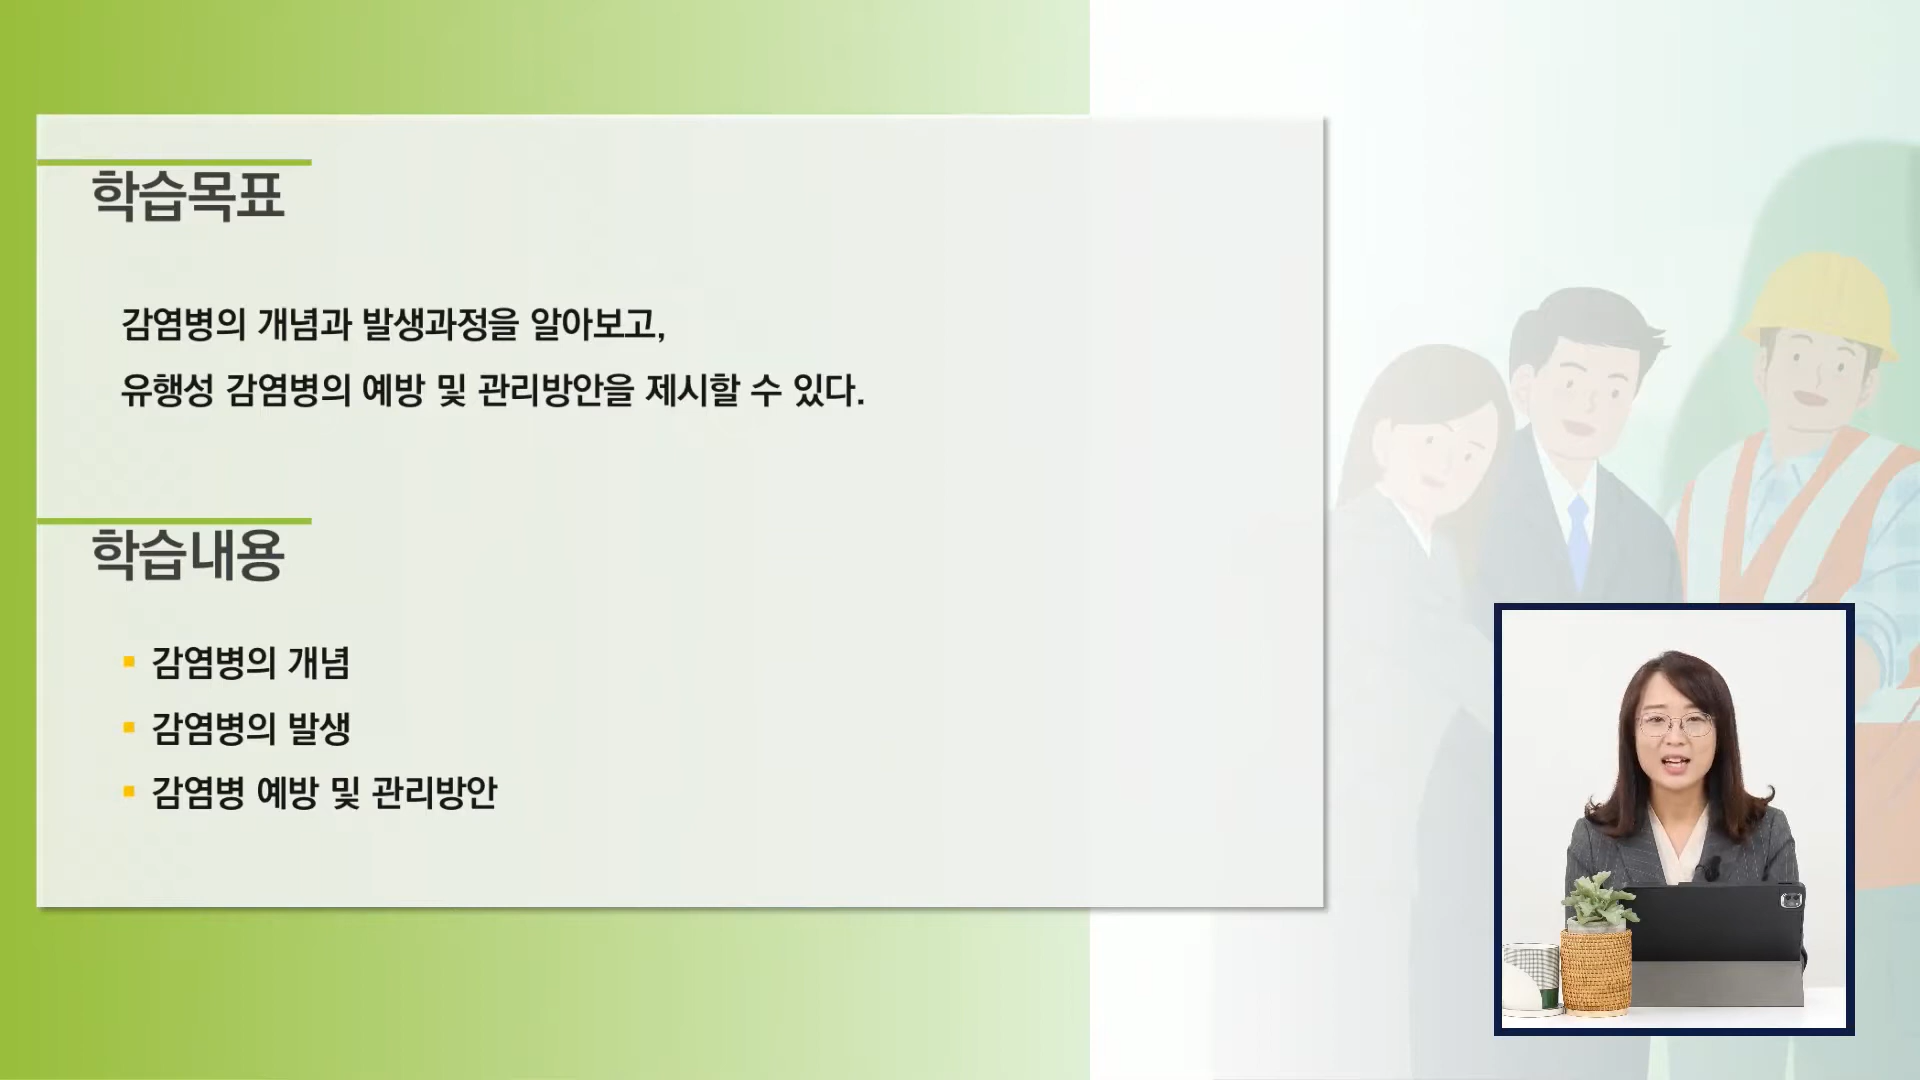 학습목표
감염병의 개념과 발생과정을 알아보고,
유행성 감염병의 예방 및 관리방안을 제시할 수 있다.
학습내용
▪ 감염병의 개념
▪ 감염병의 발생
▪ 감염병 예방 및 관리방안